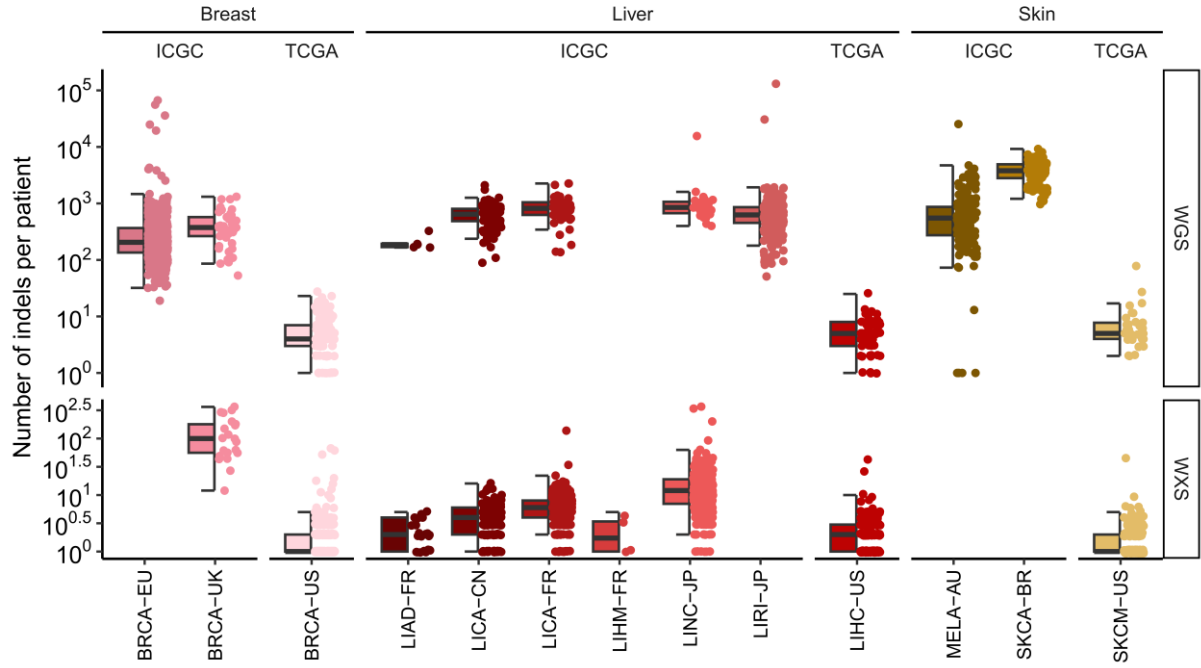 Breast Liver Skin
ICGC TCGA ICGC TCGA ICGC TCGA
Number of indels per patient
10^5
10^4
10^3
10^2
10^1
10^0
WGS
10^2.5
10^2
10^1.5
10^1
10^0.5
10^0
WXS
BRCA−EU
BRCA−UK
BRCA−US
LIAD−FR
LICA−CN
LICA−FR
LIHM−FR
LINC−JP
LIRI−JP
LIHC−US
MELA−AU
SKCA−BR
SKCM−US